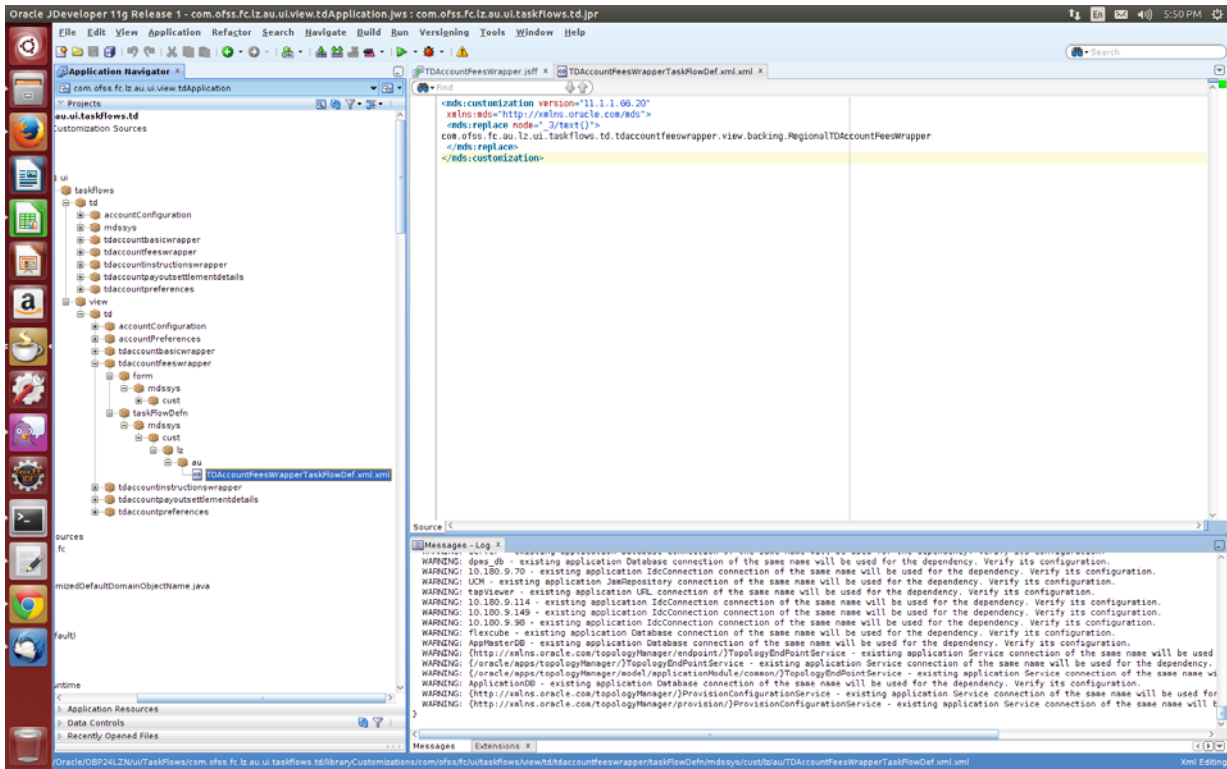 Oracle JDeveloper 11g Release 1 - com.ofss.fc.lz.au.ui.view.tdApplication.jws : com.ofss.fc.lz.au.ui.taskflows.td.jpr
En
5:50 PM
File Edit View Application Refactor Search Navigate Build Run Versioning Tools Window Help
Search
Application Navigator
com.ofss.fc.lz.au.ui.view.tdApplication
Projects
au.ui.taskflows.td
Customization Sources
ui
taskflows
td
accountConfiguration
mdssys
tdaccountbasicwrapper
tdaccountfeeswrapper
tdaccountinstructionswrapper
tdaccountpayoutsettlementdetails
tdaccountpreferences
view
td
accountConfiguration
accountPreferences
tdaccountbasicwrapper
tdaccountfeeswrapper
form
mdssys
cust
taskFlowDefn
mdssys
cust
lz
au
TDAccountFeesWrapperTaskFlowDef.xml.xml
tdaccountinstructionswrapper
tdaccountpayoutsettlementdetails
tdaccountpreferences
ources
fc
mizedDefaultDomainObjectName.java
fault)
untime
Application Resources
Data Controls
Recently Opened Files
TDAccountFeesWrapper.jsff
TDAccountFeesWrapperTaskFlowDef.xml.xml
Find
<mds:customization version="11.1.1.66.20"
xmlns:mds="http://xmlns.oracle.com/mds">
<mds:replace node="_3/text()">
com.ofss.fc.au.lz.ui.taskflows.td.tdaccountfeeswrapper.view.backing.RegionalTDAccountFeesWrapper
</mds:replace>
</mds:customization>
Source
Messages - Log
WARNING: dpms_db - existing application Database connection of the same name will be used for the dependency. Verify its configuration.
WARNING: 10.180.9.70 - existing application IdcConnection connection of the same name will be used for the dependency. Verify its configuration.
WARNING: UCM - existing application JamRepository connection of the same name will be used for the dependency. Verify its configuration.
WARNING: tapViewer - existing application URL connection of the same name will be used for the dependency. Verify its configuration.
WARNING: 10.180.9.114 - existing application IdcConnection connection of the same name will be used for the dependency. Verify its configuration.
WARNING: 10.180.9.149 - existing application IdcConnection connection of the same name will be used for the dependency. Verify its configuration.
WARNING: 10.180.9.98 - existing application IdcConnection connection of the same name will be used for the dependency. Verify its configuration.
WARNING: flexcube - existing application Database connection of the same name will be used for the dependency. Verify its configuration.
WARNING: AppMasterDB - existing application Database connection of the same name will be used for the dependency. Verify its configuration.
WARNING: {http://xmlns.oracle.com/topologyManager/endpoint/}TopologyEndPointService - existing application Service connection of the same name will be used
WARNING: {/oracle/apps/topologyManager/}TopologyEndPointService - existing application Service connection of the same name will be used for the dependency.
WARNING: {/oracle/apps/topologyManager/model/applicationModule/common/}TopologyEndPointService - existing application Service connection of the same name wi
WARNING: ApplicationDB - existing application Database connection of the same name will be used for the dependency. Verify its configuration.
WARNING: {http://xmlns.oracle.com/topologyManager/}ProvisionConfigurationService - existing application Service connection of the same name will be used for
WARNING: {http://xmlns.oracle.com/topologyManager/provision/}ProvisionConfigurationService - existing application Service connection of the same name will b
}
Messages Extensions
/Oracle/OBP24LZN/ui/TaskFlows/com.ofss.fc.lz.au.ui.taskflows.td/libraryCustomizations/com/ofss/fc/ui/taskflows/view/td/tdaccountfeeswrapper/taskFlowDefn/mdssys/cust/lz/au/TDAccountFeesWrapperTaskFlowDef.xml.xml
Xml Editing